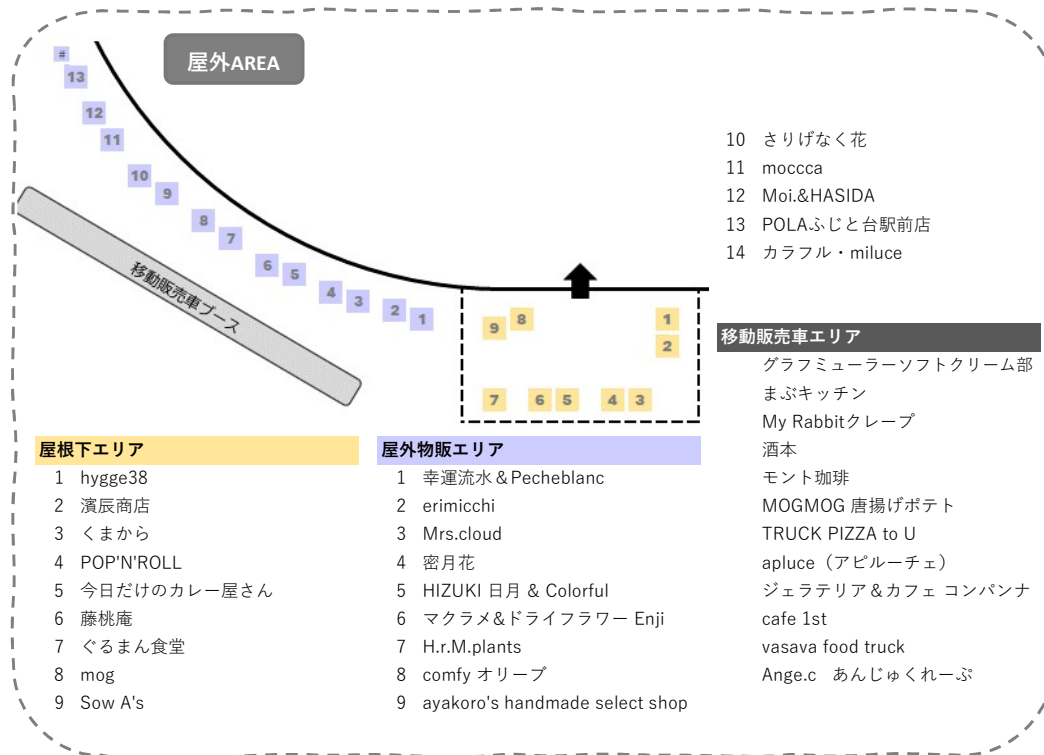 屋外AREA
#
13
12
11
10
9
8
7
6
5
4
3
2
1
移動販売車ブース
9
8
1
2
7
6
5
4
3
10 さりげなく花
11 moccca
12 Moi.&HASIDA
13 POLAふじと台駅前店
14 カラフル・miluce
移動販売車エリア
グラフミューラーソフトクリーム部
まぶキッチン
My Rabbitクレープ
酒本
モント珈琲
MOGMOG 唐揚げポテト
TRUCK PIZZA to U
apluce（アピルーチェ）
ジェラテリア＆カフェ コンパンナ
cafe 1st
vasava food truck
Ange.c あんじゅくれーぷ
屋根下エリア
1 hygge38
2 濱辰商店
3 くまから
4 POP'N'ROLL
5 今日だけのカレー屋さん
6 藤桃庵
7 ぐるまん食堂
8 mog
9 Sow A's
屋外物販エリア
1 幸運流水＆Pecheblanc
2 erimicchi
3 Mrs.cloud
4 密月花
5 HIZUKI 日月 & Colorful
6 マクラメ&ドライフラワー Enji
7 H.r.M.plants
8 comfy オリーブ
9 ayakoro's handmade select shop